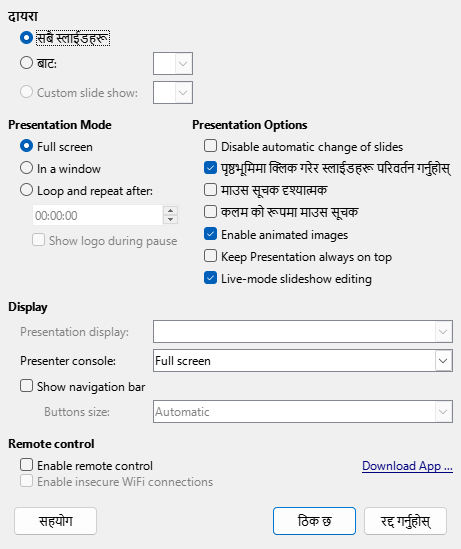 दायरा
सबै स्लाईडहरू
बाट:
Custom slide show:
Presentation Mode
Full screen
In a window
Loop and repeat after:
00:00:00
Show logo during pause
Presentation Options
Disable automatic change of slides
पृष्ठभूमिमा क्लिक गरेर स्लाईडहरू परिवर्तन गर्नुहोस्
माउस सूचक दृश्यात्मक
कलम को रूपमा माउस सूचक
Enable animated images
Keep Presentation always on top
Live-mode slideshow editing
Display
Presentation display:
Presenter console: Full screen
Show navigation bar
Buttons size: Automatic
Remote control
Enable remote control Download App ...
Enable insecure WiFi connections
सहयोग ठिक छ रद्द गर्नुहोस्